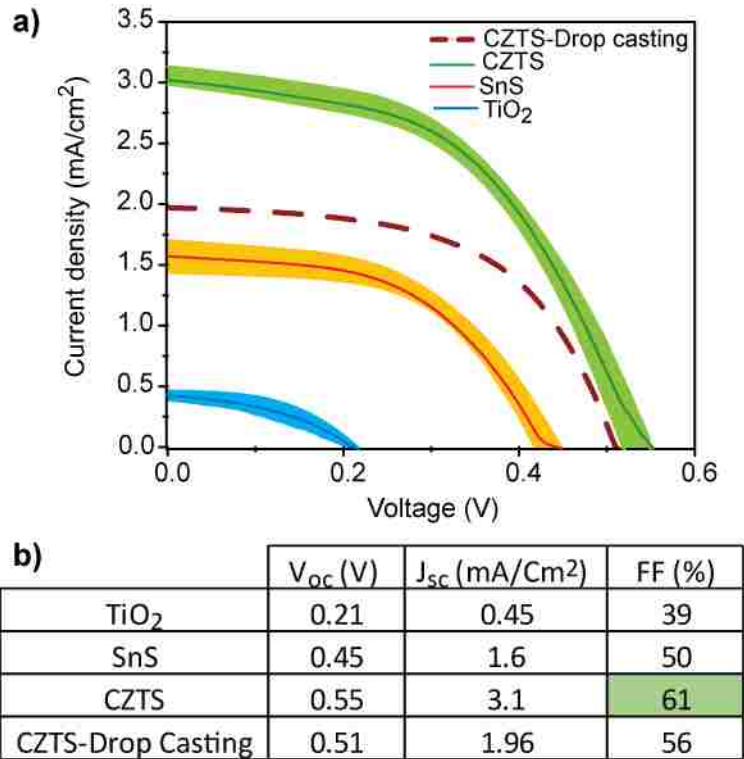 a)
3.5
3.0
2.5
2.0
1.5
1.0
0.5
0.0
Current density (mA/cm²)
CZTS-Drop casting
CZTS
SnS
TiO₂
0.0 0.2 0.4 0.6
Voltage (V)
b)
Voc (V) Jsc (mA/Cm²) FF (%)
TiO₂ 0.21 0.45 39
SnS 0.45 1.6 50
CZTS 0.55 3.1 61
CZTS-Drop Casting 0.51 1.96 56